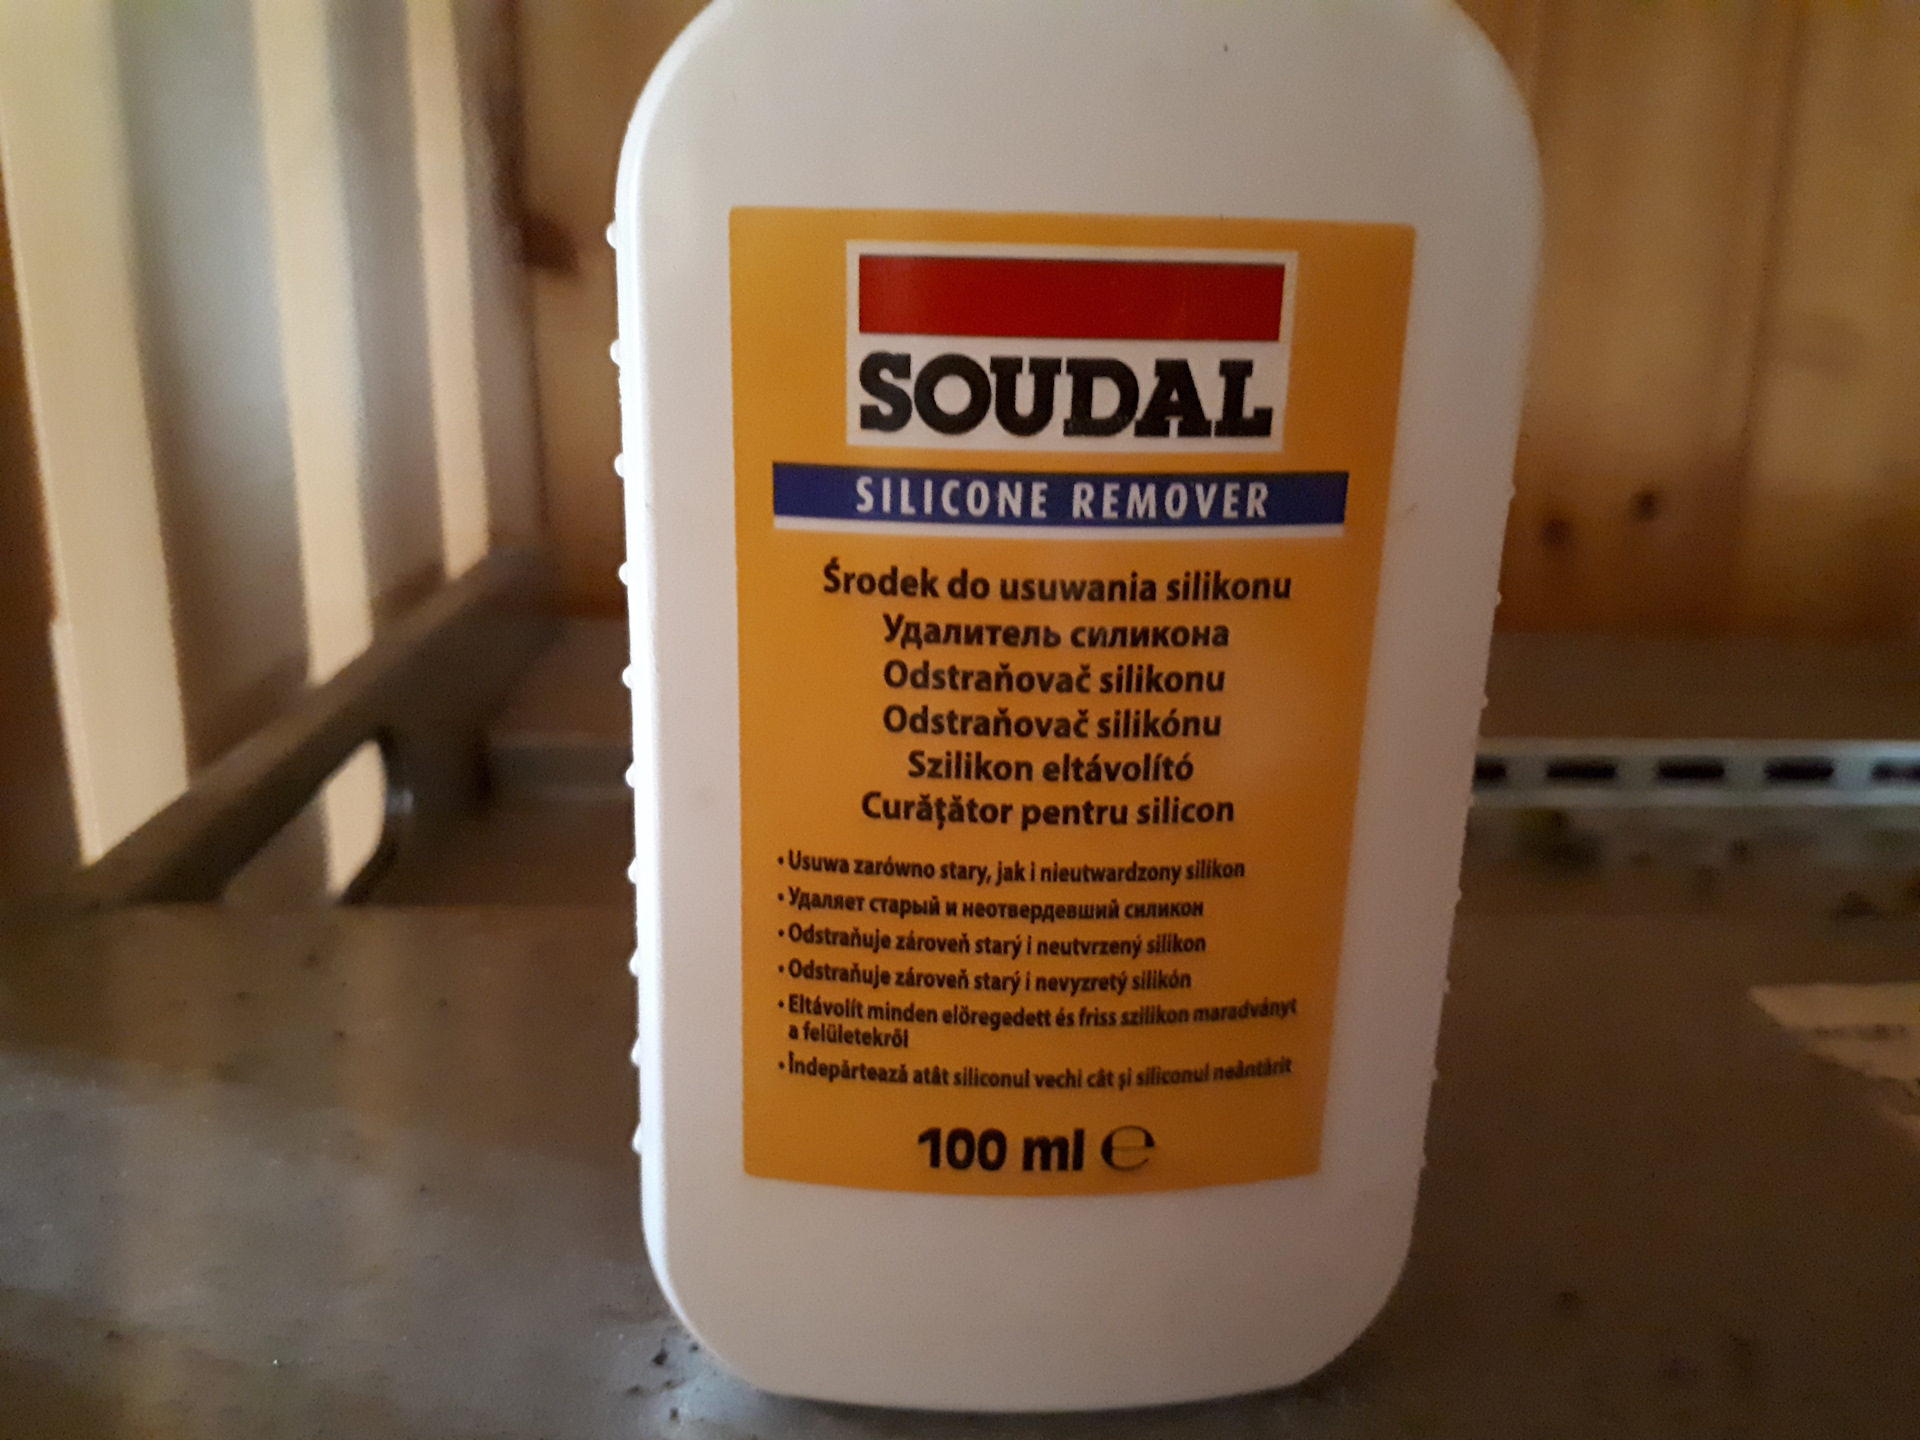 SOUDAL
SILICONE REMOVER
Środek do usuwania silikonu
Удалитель силикона
Odstraňovač silikonu
Odstraňovač silikónu
Szilikon eltávolító
Curăţător pentru silicon
• Usuwa zarówno stary, jak i nieutwardzony silikon
• Удаляет старый и неотвердевший силикон
• Odstraňuje zároveň starý i neutvrzený silikon
• Odstraňuje zároveň starý i nevyzretý silikón
• Eltávolít minden elöregedett és friss szilikon maradványt
a felületekről
• Îndepărtează atât siliconul vechi cât şi siliconul neântărit
100 ml ℮